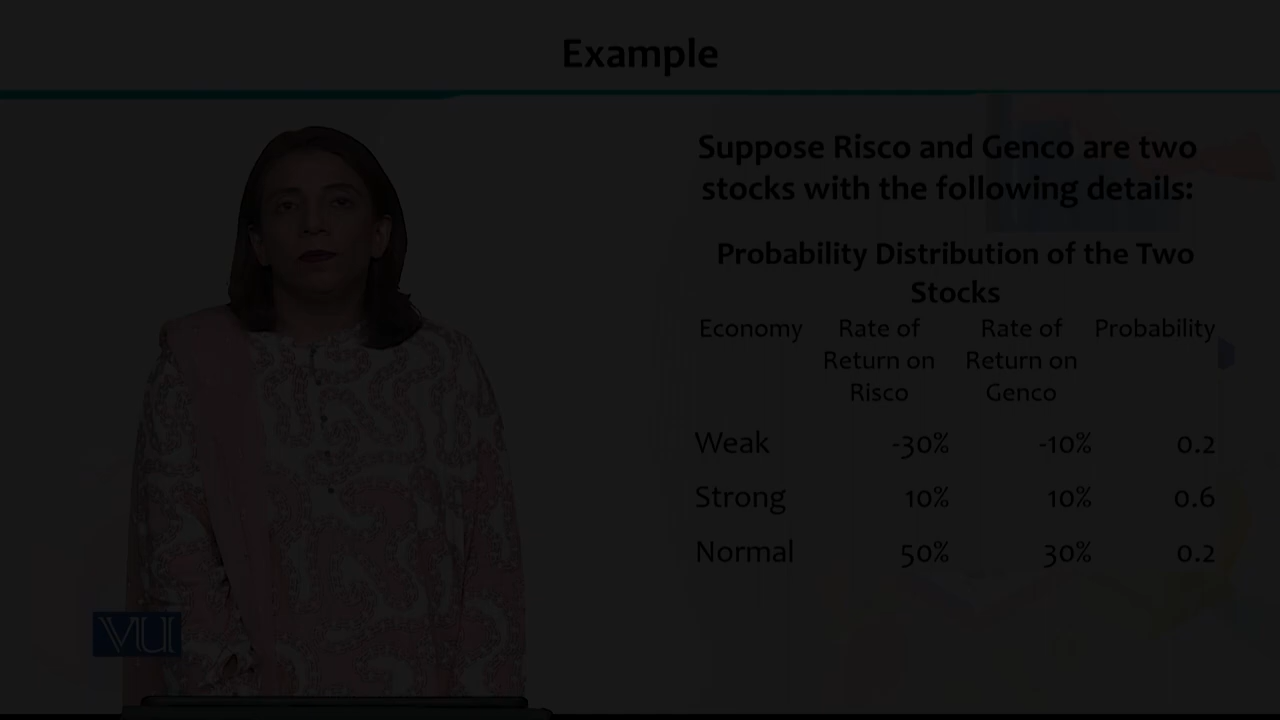 Example
Suppose Risco and Genco are two
stocks with the following details:
Probability Distribution of the Two
Stocks
Economy Rate of Return on Risco Rate of Return on Genco Probability
Weak -30% -10% 0.2
Strong 10% 10% 0.6
Normal 50% 30% 0.2
VU